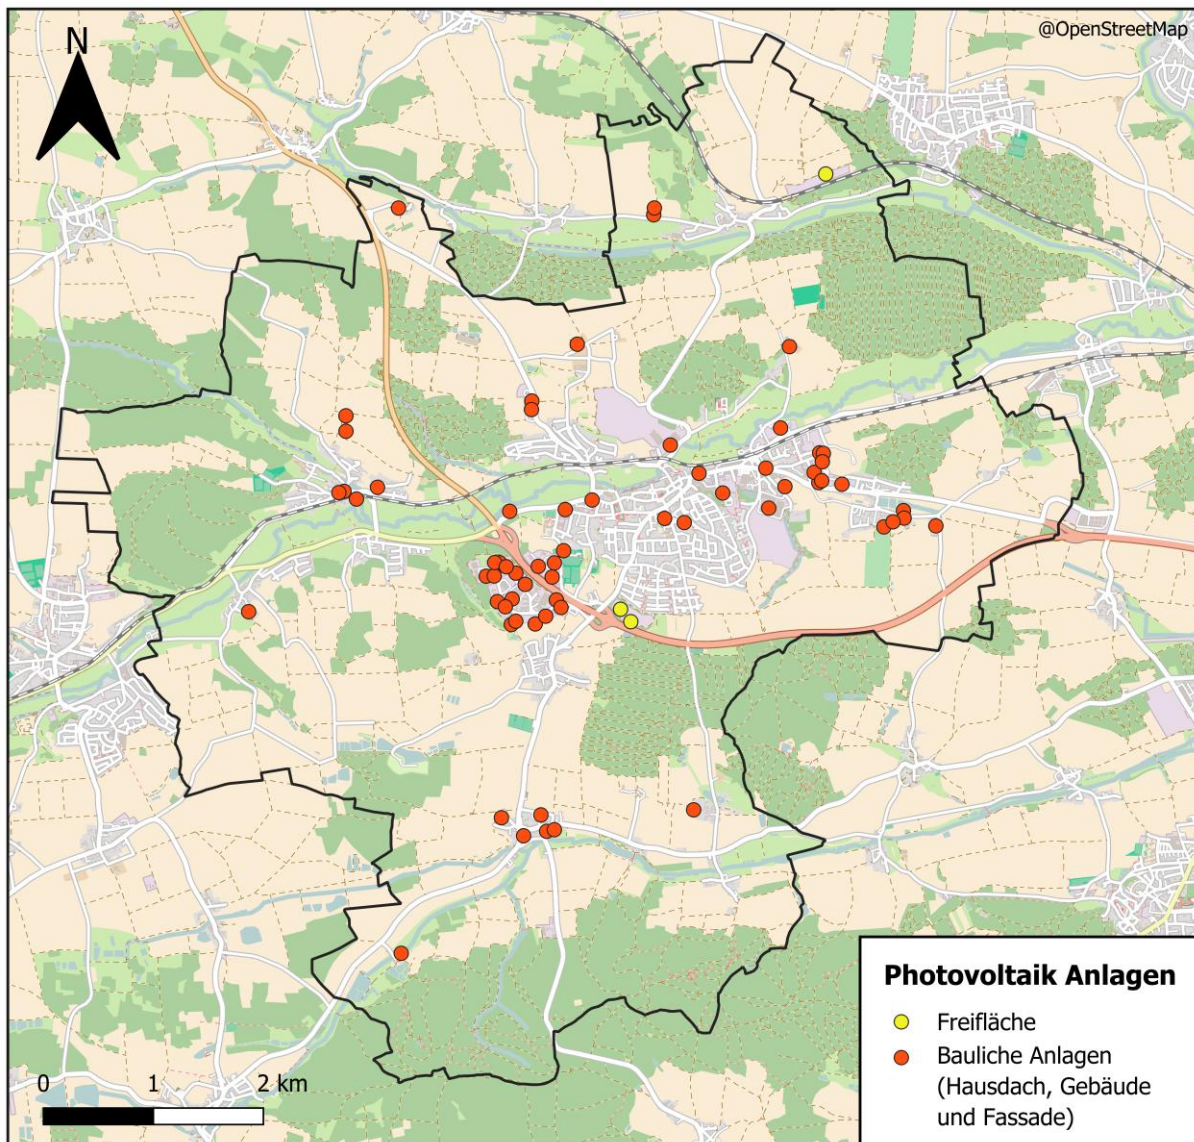 @OpenStreetMap
N
Photovoltaik Anlagen
Freifläche
Bauliche Anlagen
(Hausdach, Gebäude
und Fassade)
0 1 2 km